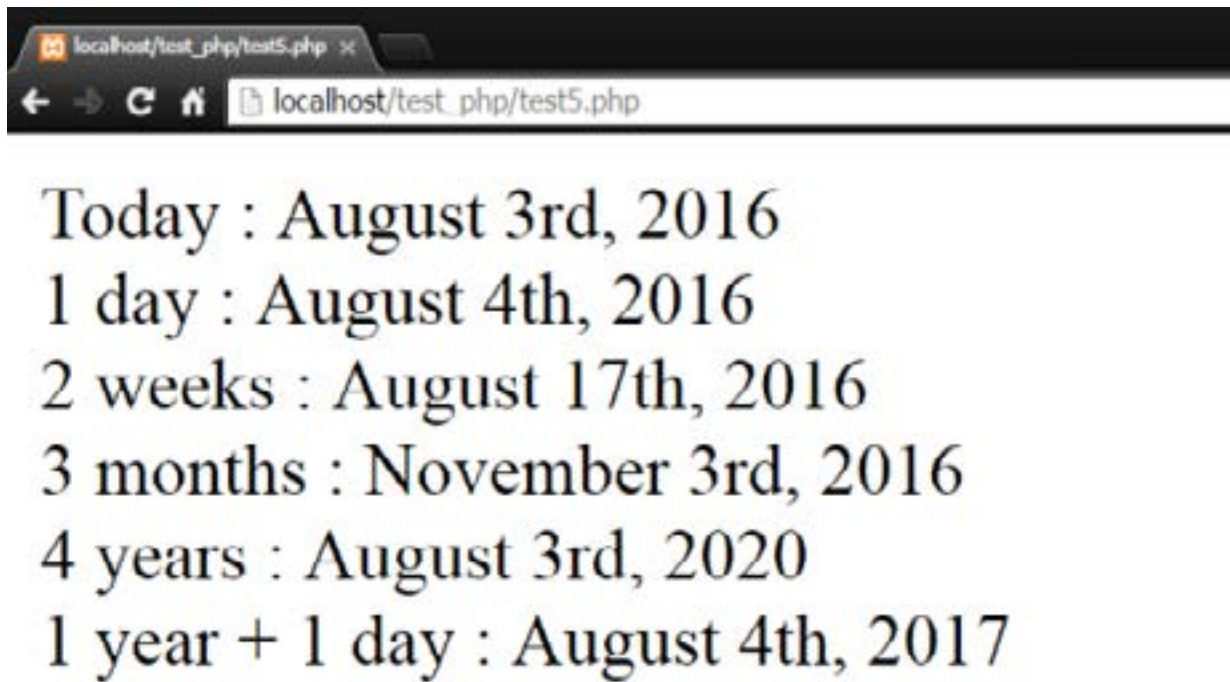 localhost/test_php/test5.php
localhost/test_php/test5.php
Today : August 3rd, 2016
1 day : August 4th, 2016
2 weeks : August 17th, 2016
3 months : November 3rd, 2016
4 years : August 3rd, 2020
1 year + 1 day : August 4th, 2017